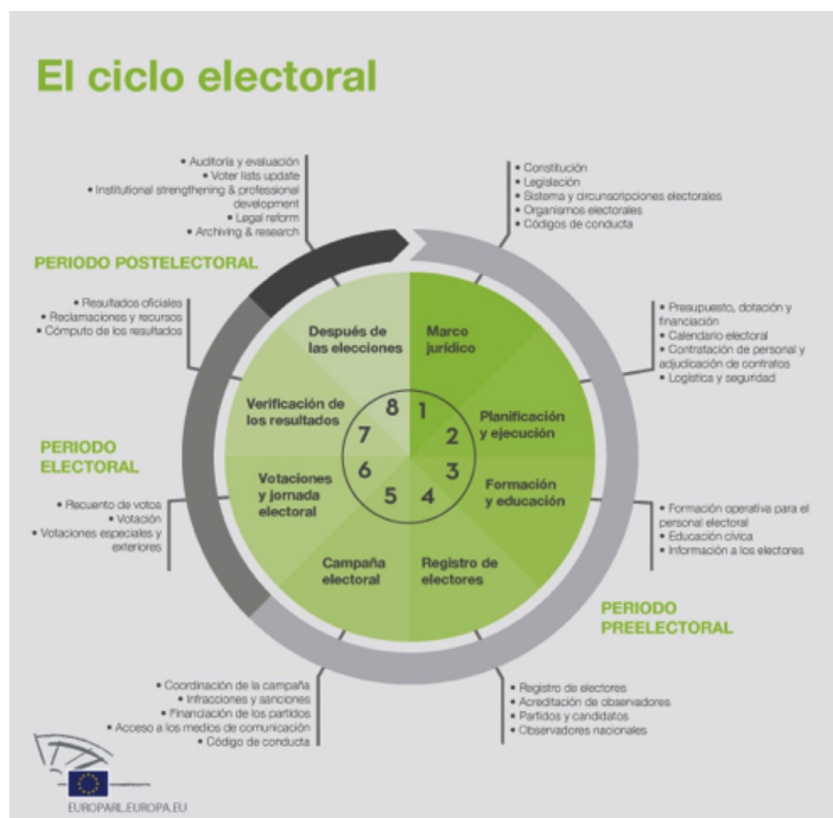 El ciclo electoral
• Auditoría y evaluación
• Voter lists update
• Institutional strengthening & professional
development
• Legal reform
• Archiving & research
• Constitución
• Legislación
• Sistema y circunscripciones electorales
• Organismos electorales
• Códigos de conducta
PERIODO POSTELECTORAL
• Resultados oficiales
• Reclamaciones y recursos
• Cómputo de los resultados
• Presupuesto, dotación y
financiación
• Calendario electoral
• Contratación de personal y
adjudicación de contratos
• Logística y seguridad
Después de
las elecciones
Marco
jurídico
Verificación de
los resultados
Planificación
y ejecución
8
1
7
2
6
3
5
4
PERIODO
ELECTORAL
Votaciones
y jornada
electoral
Formación
y educación
• Recuento de votos
• Votación
• Votaciones especiales y
exteriores
• Formación operativa para el
personal electoral
• Educación cívica
• Información a los electores
Campaña
electoral
Registro de
electores
PERIODO
PREELECTORAL
• Coordinación de la campaña
• Infracciones y sanciones
• Financiación de los partidos
• Acceso a los medios de comunicación
• Código de conducta
• Registro de electores
• Acreditación de observadores
• Partidos y candidatos
• Observadores nacionales
EUROPARL.EUROPA.EU